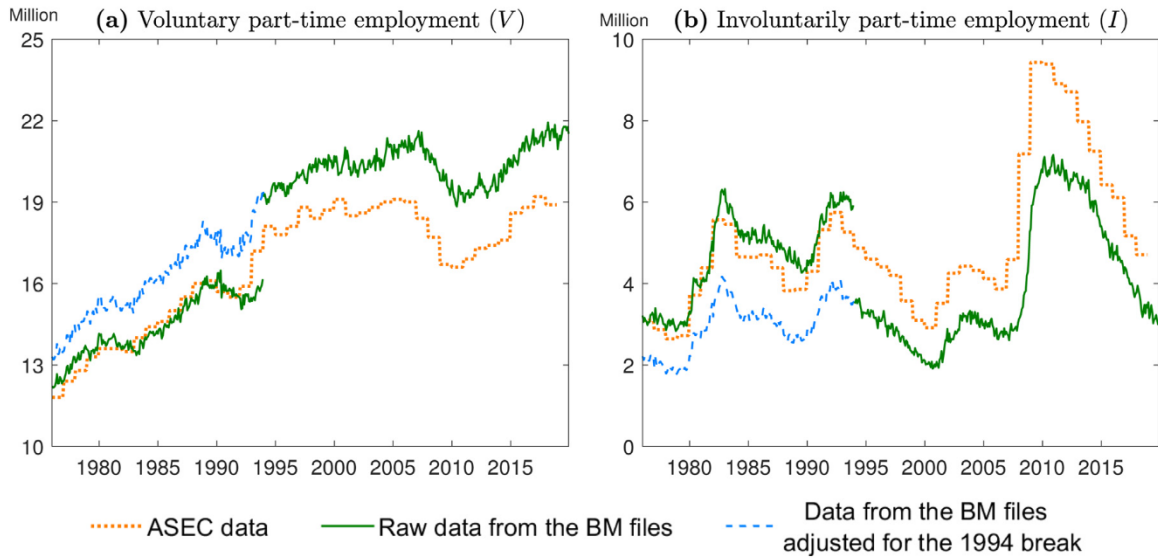 Million
(a) Voluntary part-time employment (V)
25
22
19
16
13
10
1980 1985 1990 1995 2000 2005 2010 2015
Million
(b) Involuntarily part-time employment (I)
10
8
6
4
2
0
1980 1985 1990 1995 2000 2005 2010 2015
ASEC data
Raw data from the BM files
Data from the BM files
adjusted for the 1994 break